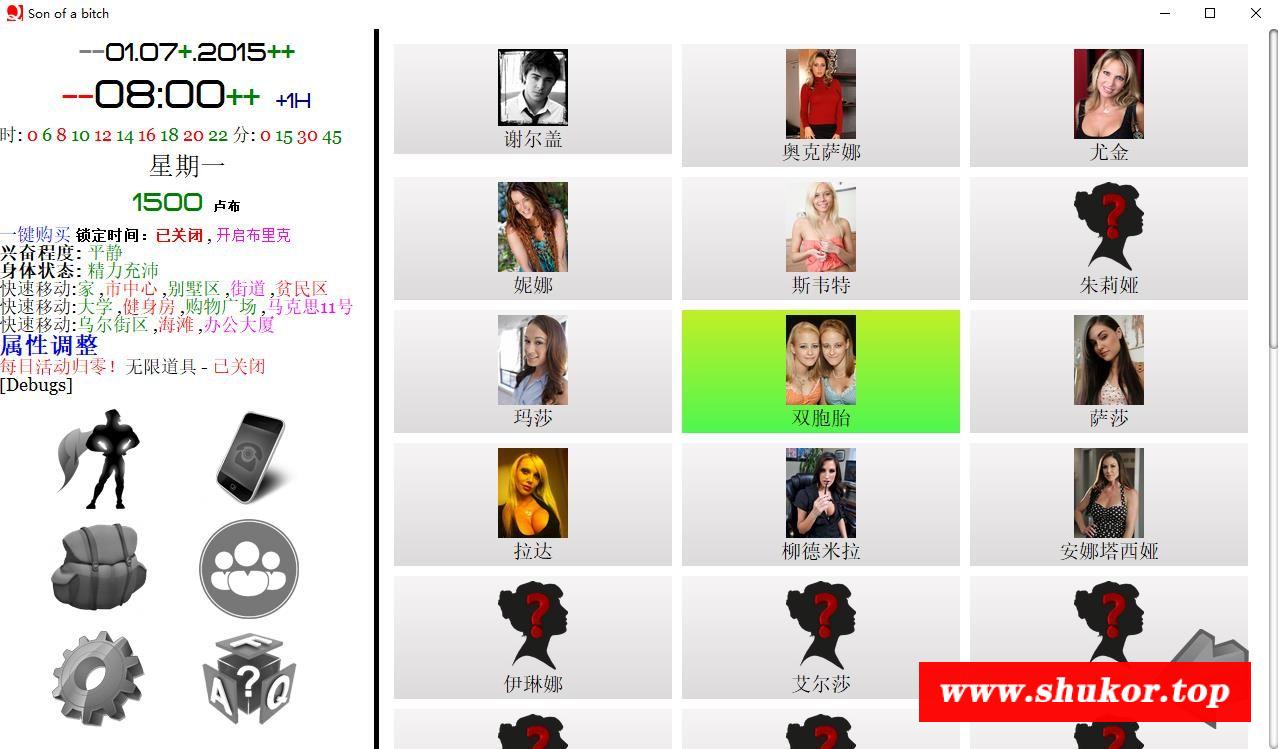 Son of a bitch
--01.07+.2015++
--08:00++ +1H
时: 0 6 8 10 12 14 16 18 20 22 分: 0 15 30 45
星期一
1500 卢布
一键购买 锁定时间：已关闭 , 开启布里克
兴奋程度: 平静
身体状态: 精力充沛
快速移动:家 ,市中心 ,别墅区 ,街道 ,贫民区
快速移动:大学 ,健身房 ,购物广场 ,马克思11号
快速移动:乌尔街区 ,海滩 ,办公大厦
属性调整
每日活动归零！ 无限道具 - 已关闭
[Debugs]
F A ? Q
谢尔盖
奥克萨娜
尤金
妮娜
斯韦特
?
朱莉娅
玛莎
双胞胎
萨莎
拉达
柳德米拉
安娜塔西娅
? ? ?
伊琳娜
艾尔莎
www.shukor.top
? ? ?